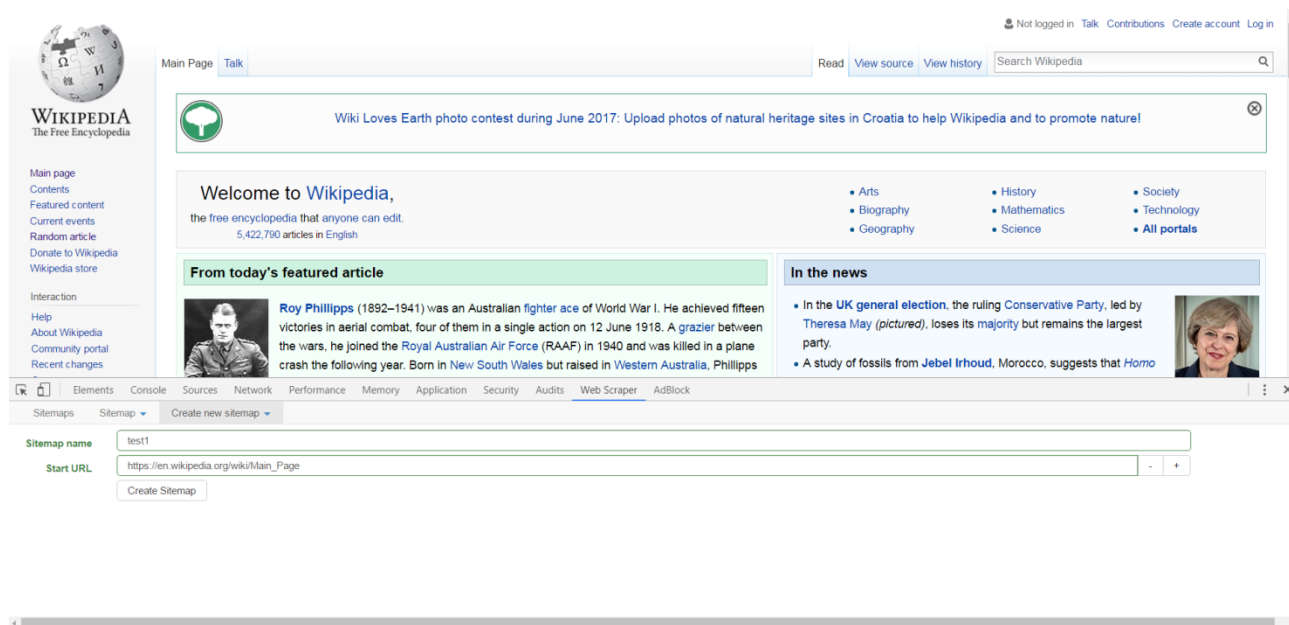 Not logged in Talk Contributions Create account Log in
Main Page Talk
Read View source View history Search Wikipedia
WIKIPEDIA
The Free Encyclopedia
Wiki Loves Earth photo contest during June 2017: Upload photos of natural heritage sites in Croatia to help Wikipedia and to promote nature!
Main page
Contents
Featured content
Current events
Random article
Donate to Wikipedia
Wikipedia store
Interaction
Help
About Wikipedia
Community portal
Recent changes
Welcome to Wikipedia,
the free encyclopedia that anyone can edit.
5,422,790 articles in English
• Arts
• Biography
• Geography
• History
• Mathematics
• Science
• Society
• Technology
• All portals
From today's featured article
Roy Phillipps (1892–1941) was an Australian fighter ace of World War I. He achieved fifteen
victories in aerial combat, four of them in a single action on 12 June 1918. A grazier between
the wars, he joined the Royal Australian Air Force (RAAF) in 1940 and was killed in a plane
crash the following year. Born in New South Wales but raised in Western Australia, Phillipps
In the news
• In the UK general election, the ruling Conservative Party, led by
Theresa May (pictured), loses its majority but remains the largest
party.
• A study of fossils from Jebel Irhoud, Morocco, suggests that Homo
Elements Console Sources Network Performance Memory Application Security Audits Web Scraper AdBlock
Sitemaps Sitemap Create new sitemap
Sitemap name test1
Start URL https://en.wikipedia.org/wiki/Main_Page - +
Create Sitemap